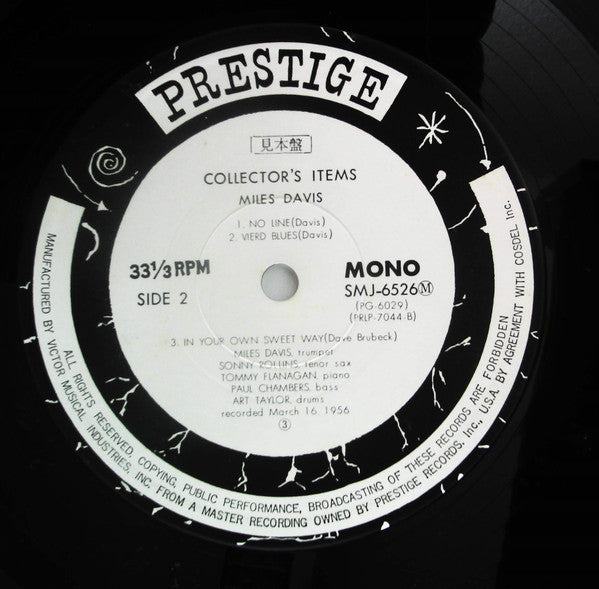 PRESTIGE
見本盤
COLLECTOR'S ITEMS
MILES DAVIS
1. NO LINE(Davis)
2. VIERD BLUES(Davis)
33⅓ RPM
SIDE 2
MONO
SMJ-6526Ⓜ
(PG-6029)
(PRLP-7044-B)
3. IN YOUR OWN SWEET WAY(Dave Brubeck)
MILES DAVIS, trumpet
SONNY ROLLINS, tenor sax
TOMMY FLANAGAN, piano
PAUL CHAMBERS, bass
ART TAYLOR, drums
recorded March 16, 1956
③
ALL RIGHTS RESERVED, COPYING, PUBLIC PERFORMANCE, BROADCASTING OF THESE RECORDS ARE FORBIDDEN
MANUFACTURED BY VICTOR MUSICAL INDUSTRIES, INC. FROM A MASTER RECORDING OWNED BY PRESTIGE RECORDS, Inc., U.S.A. BY AGREEMENT WITH COSDEL Inc.